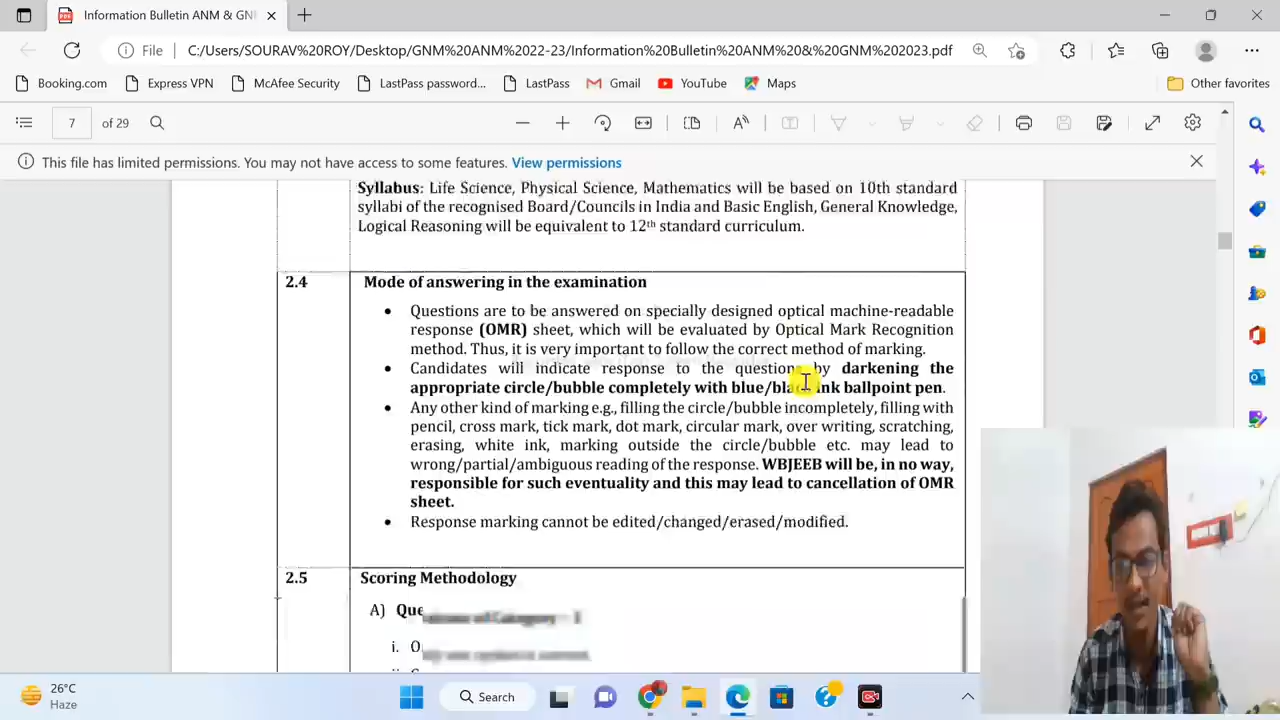 Information Bulletin ANM & GN
File
C:/Users/SOURAV%20ROY/Desktop/GNM%20ANM%2022-23/Information%20Bulletin%20ANM%20&%20GNM%202023.pdf
Booking.com
Express VPN
McAfee Security
LastPass password...
LastPass
Gmail
YouTube
Maps
Other favorites
7 of 29
This file has limited permissions. You may not have access to some features. View permissions
Syllabus: Life Science, Physical Science, Mathematics will be based on 10th standard
syllabi of the recognised Board/Councils in India and Basic English, General Knowledge,
Logical Reasoning will be equivalent to 12th standard curriculum.
2.4 Mode of answering in the examination
• Questions are to be answered on specially designed optical machine-readable
response (OMR) sheet, which will be evaluated by Optical Mark Recognition
method. Thus, it is very important to follow the correct method of marking.
• Candidates will indicate response to the questions by darkening the
appropriate circle/bubble completely with blue/black ink ballpoint pen.
• Any other kind of marking e.g., filling the circle/bubble incompletely, filling with
pencil, cross mark, tick mark, dot mark, circular mark, over writing, scratching,
erasing, white ink, marking outside the circle/bubble etc. may lead to
wrong/partial/ambiguous reading of the response. WBJEEB will be, in no way,
responsible for such eventuality and this may lead to cancellation of OMR
sheet.
• Response marking cannot be edited/changed/erased/modified.
2.5 Scoring Methodology
A)
i.
26°C
Haze
Search